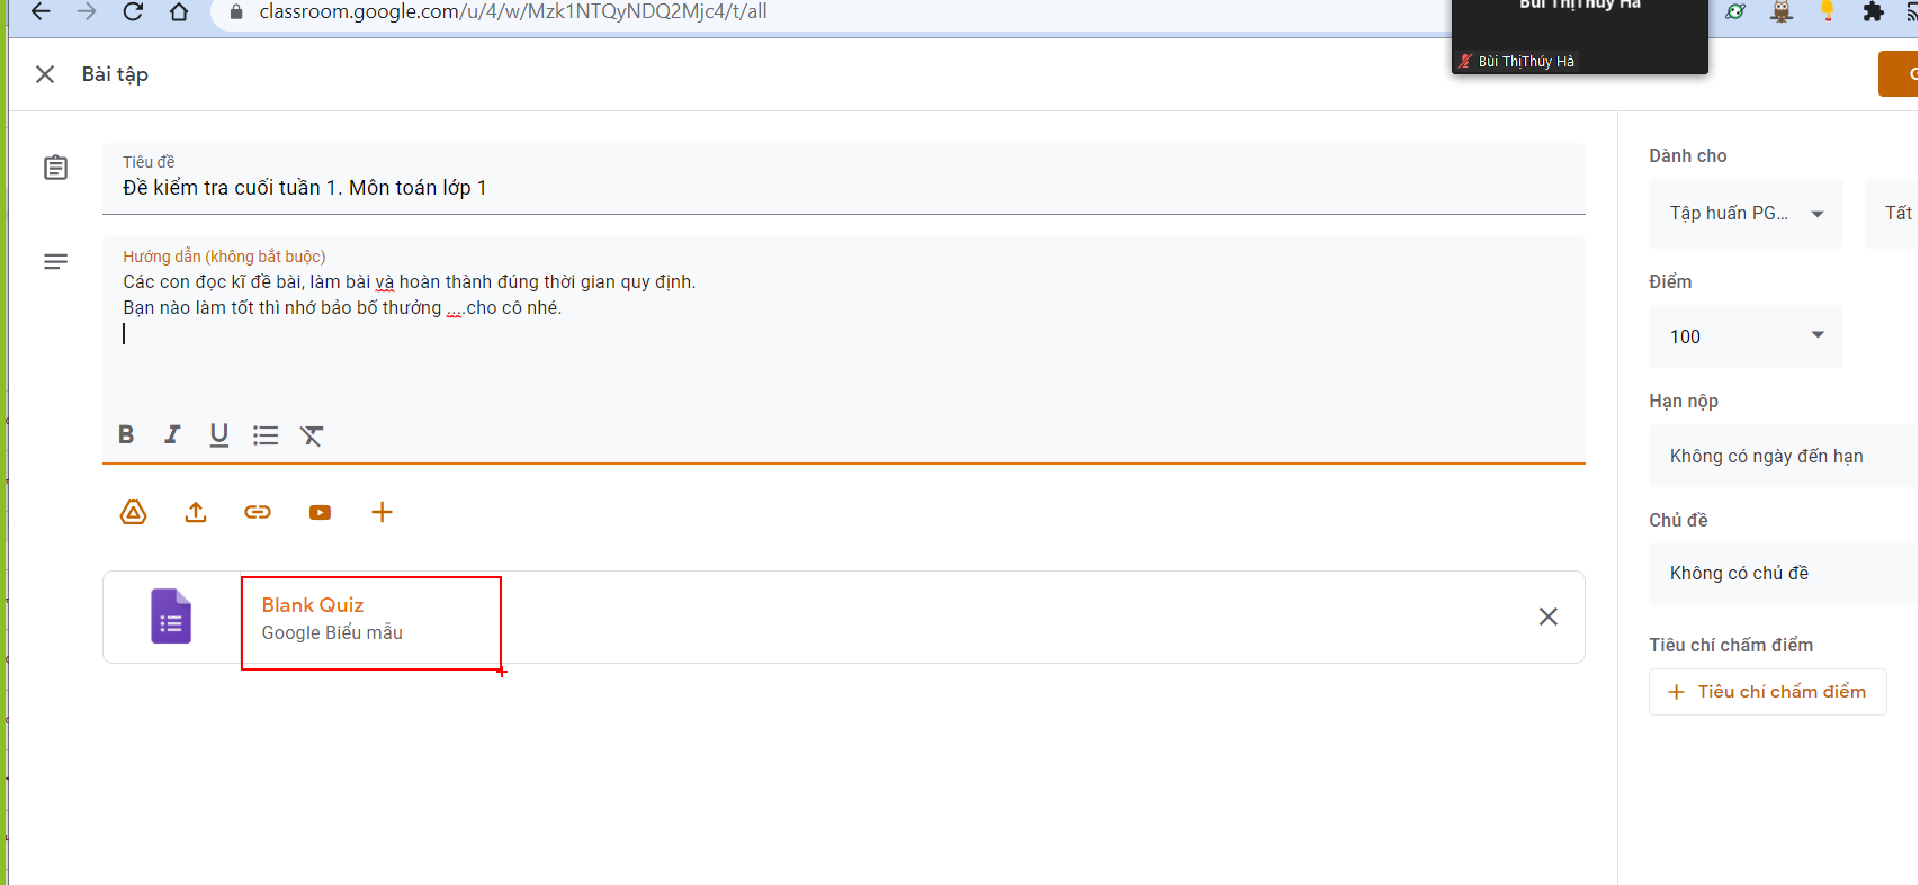 classroom.google.com/u/4/w/Mzk1NTQyNDQ2Mjc4/t/all
Bùi ThịThúy Hà
Bùi ThịThúy Hà
Bài tập
Tiêu đề
Đề kiểm tra cuối tuần 1. Môn toán lớp 1
Hướng dẫn (không bắt buộc)
Các con đọc kĩ đề bài, làm bài và hoàn thành đúng thời gian quy định.
Bạn nào làm tốt thì nhớ bảo bố thưởng ....cho cô nhé.
B I U
Blank Quiz
Google Biểu mẫu
Dành cho
Tập huấn PG...
Tất
Điểm
100
Hạn nộp
Không có ngày đến hạn
Chủ đề
Không có chủ đề
Tiêu chí chấm điểm
+ Tiêu chí chấm điểm